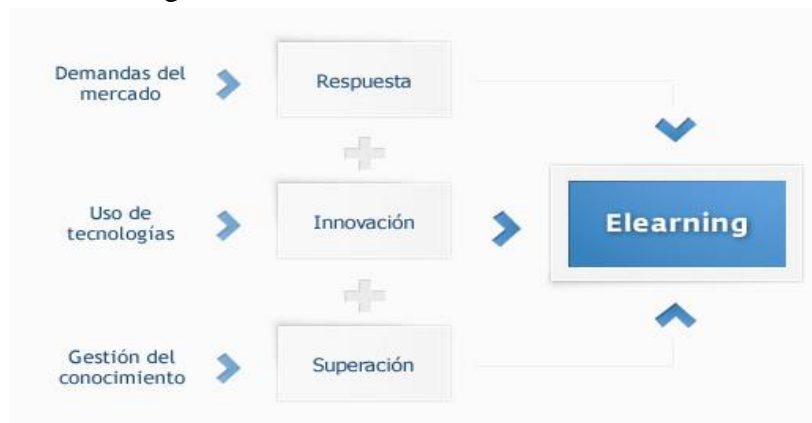 Demandas del
mercado
Respuesta
Uso de
tecnologías
Innovación
Elearning
Gestión del
conocimiento
Superación